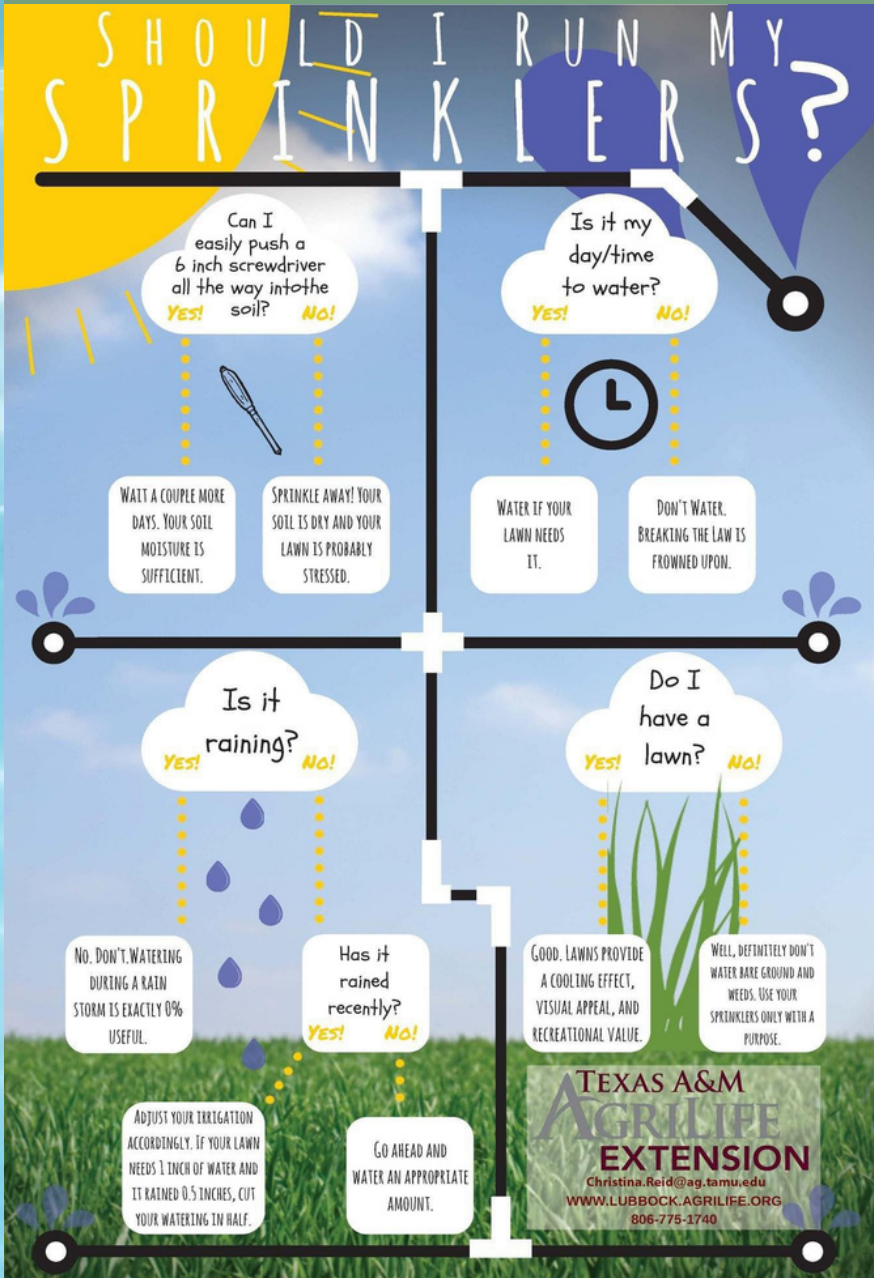 SHOULD I RUN MY
SPRINKLERS?
Can I
easily push a
6 inch screwdriver
all the way intothe
soil?
YES! NO!
WAIT A COUPLE MORE
DAYS. YOUR SOIL
MOISTURE IS
SUFFICIENT.
SPRINKLE AWAY! YOUR
SOIL IS DRY AND YOUR
LAWN IS PROBABLY
STRESSED.
Is it my
day/time
to water?
YES! NO!
WATER IF YOUR
LAWN NEEDS
IT.
DON'T WATER.
BREAKING THE LAW IS
FROWNED UPON.
Is it
raining?
YES! NO!
NO. DON'T.WATERING
DURING A RAIN
STORM IS EXACTLY 0%
USEFUL.
Has it
rained
recently?
YES! NO!
ADJUST YOUR IRRIGATION
ACCORDINGLY. IF YOUR LAWN
NEEDS 1 INCH OF WATER AND
IT RAINED 0.5 INCHES, CUT
YOUR WATERING IN HALF.
GO AHEAD AND
WATER AN APPROPRIATE
AMOUNT.
Do I
have a
lawn?
YES! NO!
GOOD. LAWNS PROVIDE
A COOLING EFFECT,
VISUAL APPEAL, AND
RECREATIONAL VALUE.
WELL, DEFINITELY DON'T
WATER BARE GROUND AND
WEEDS. USE YOUR
SPRINKLERS ONLY WITH A
PURPOSE.
TEXAS A&M
AGRILIFE
EXTENSION
Christina.Reid@ag.tamu.edu
WWW.LUBBOCK.AGRILIFE.ORG
806-775-1740